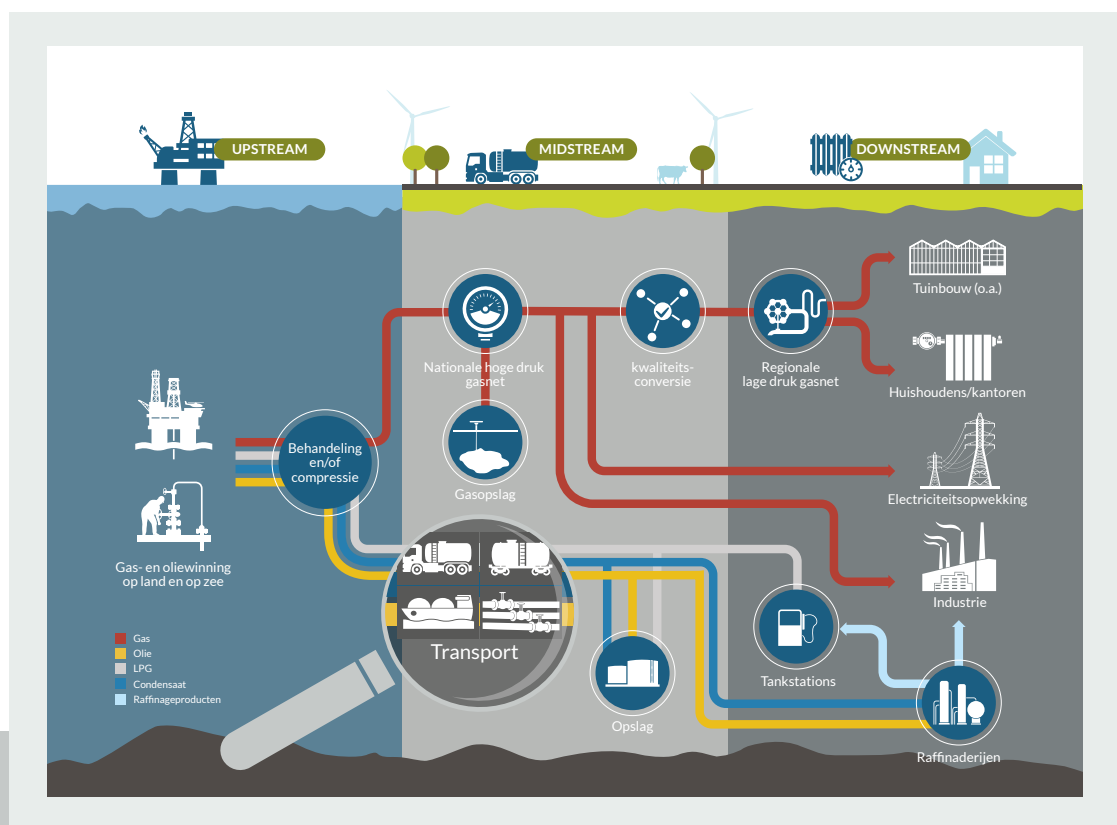 UPSTREAM
MIDSTREAM
DOWNSTREAM
Tuinbouw (o.a.)
Nationale hoge druk
gasnet
kwaliteits-
conversie
Regionale
lage druk gasnet
Huishoudens/kantoren
Behandeling
en/of
compressie
Gasopslag
Electriciteitsopwekking
Gas- en oliewinning
op land en op zee
Industrie
Transport
Gas
Olie
LPG
Condensaat
Raffinageproducten
Tankstations
Opslag
Raffinaderijen